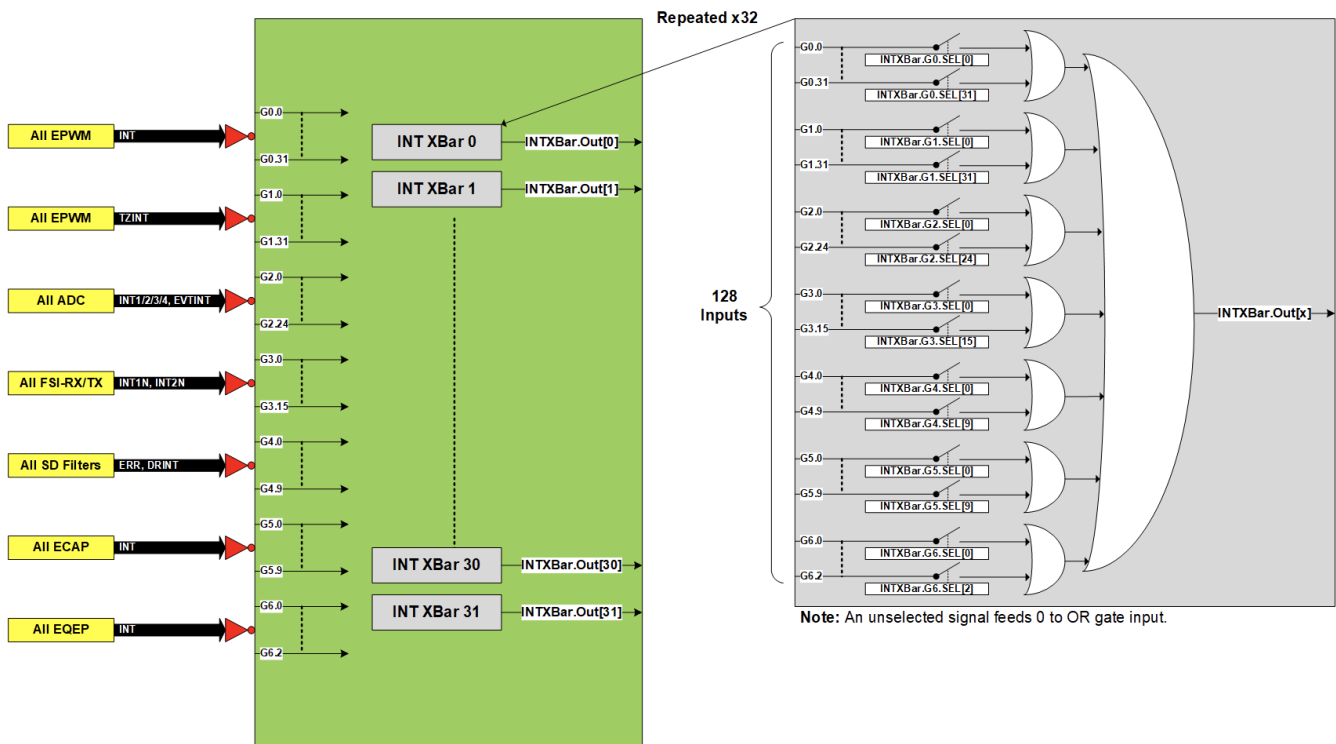 Repeated x32
All EPWM
INT
G0.0
G0.31
All EPWM
TZINT
G1.0
G1.31
All ADC
INT1/2/3/4, EVTINT
G2.0
G2.24
All FSI-RX/TX
INT1N, INT2N
G3.0
G3.15
All SD Filters
ERR, DRINT
G4.0
G4.9
All ECAP
INT
G5.0
G5.9
All EQEP
INT
G6.0
G6.2
INT XBar 0
INTXBar.Out[0]
INT XBar 1
INTXBar.Out[1]
INT XBar 30
INTXBar.Out[30]
INT XBar 31
INTXBar.Out[31]
128
Inputs
G0.0
INTXBar.G0.SEL[0]
G0.31
INTXBar.G0.SEL[31]
G1.0
INTXBar.G1.SEL[0]
G1.31
INTXBar.G1.SEL[31]
G2.0
INTXBar.G2.SEL[0]
G2.24
INTXBar.G2.SEL[24]
G3.0
INTXBar.G3.SEL[0]
G3.15
INTXBar.G3.SEL[15]
G4.0
INTXBar.G4.SEL[0]
G4.9
INTXBar.G4.SEL[9]
G5.0
INTXBar.G5.SEL[0]
G5.9
INTXBar.G5.SEL[9]
G6.0
INTXBar.G6.SEL[0]
G6.2
INTXBar.G6.SEL[2]
INTXBar.Out[x]
Note: An unselected signal feeds 0 to OR gate input.